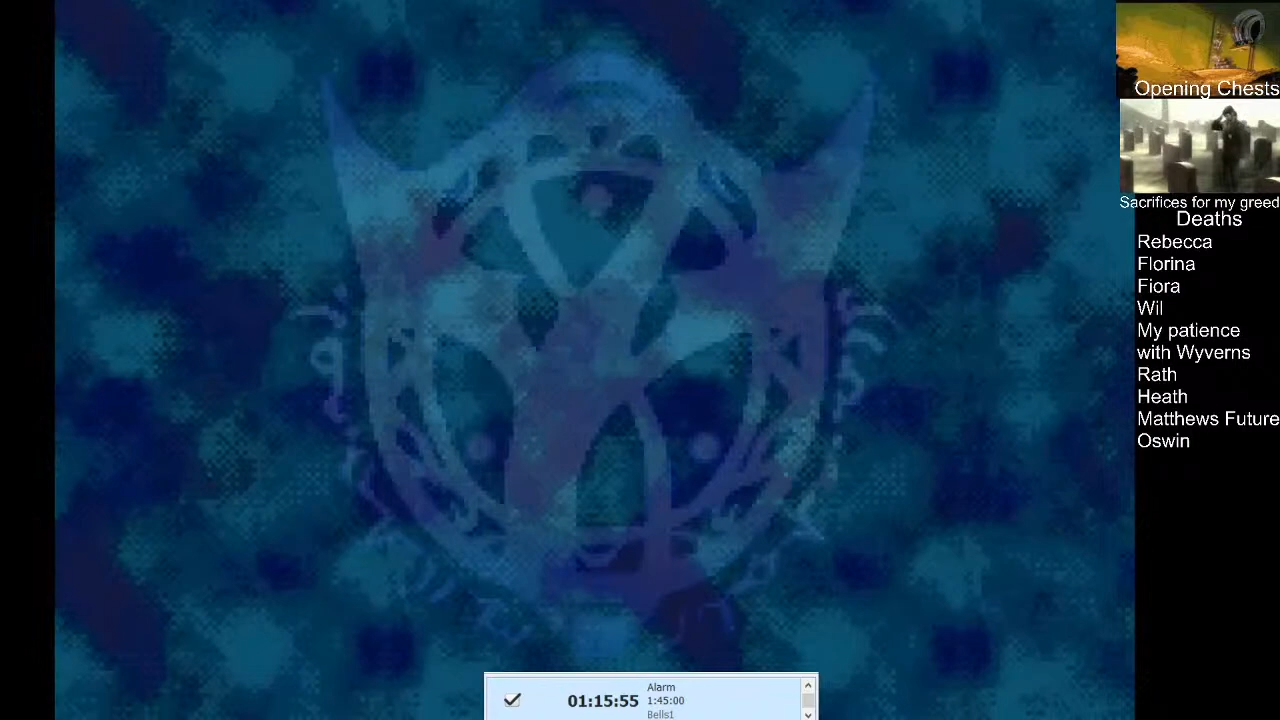 Opening Chests
Sacrifices for my greed
Deaths
Rebecca
Florina
Fiora
Wil
My patience
with Wyverns
Rath
Heath
Matthews Future
Oswin
01:15:55
Alarm
1:45:00
Bells1